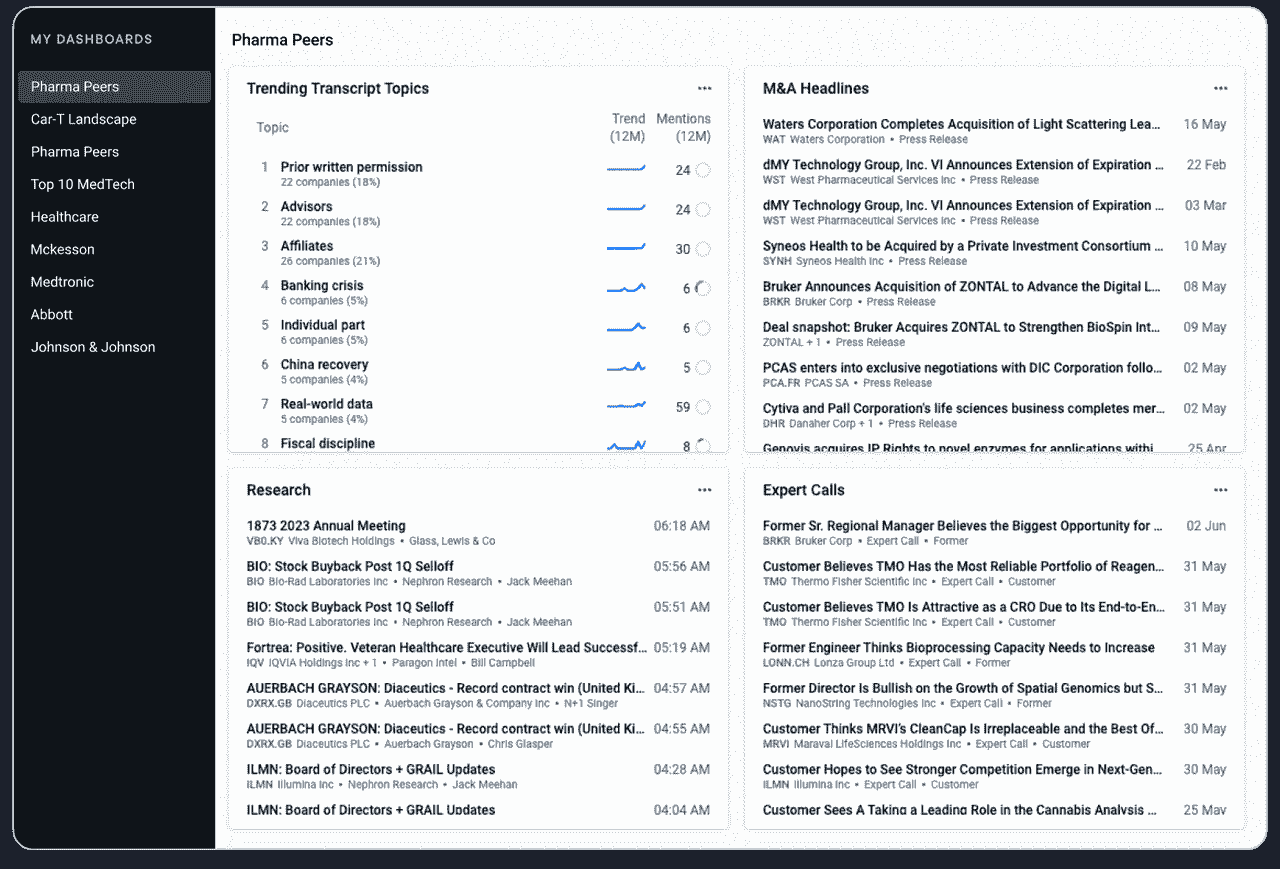 MY DASHBOARDS
Pharma Peers
Car-T Landscape
Pharma Peers
Top 10 MedTech
Healthcare
Mckesson
Medtronic
Abbott
Johnson & Johnson
Pharma Peers
Trending Transcript Topics
Topic Trend (12M) Mentions (12M)
1 Prior written permission 24
22 companies (18%)
2 Advisors 24
22 companies (18%)
3 Affiliates 30
26 companies (21%)
4 Banking crisis 6
6 companies (5%)
5 Individual part 6
6 companies (5%)
6 China recovery 5
5 companies (4%)
7 Real-world data 59
5 companies (4%)
8 Fiscal discipline 8
M&A Headlines
Waters Corporation Completes Acquisition of Light Scattering Lea... 16 May
WAT Waters Corporation • Press Release
dMY Technology Group, Inc. VI Announces Extension of Expiration ... 22 Feb
WST West Pharmaceutical Services Inc • Press Release
dMY Technology Group, Inc. VI Announces Extension of Expiration ... 03 Mar
WST West Pharmaceutical Services Inc • Press Release
Syneos Health to be Acquired by a Private Investment Consortium ... 10 May
SYNH Syneos Health Inc • Press Release
Bruker Announces Acquisition of ZONTAL to Advance the Digital L... 08 May
BRKR Bruker Corp • Press Release
Deal snapshot: Bruker Acquires ZONTAL to Strengthen BioSpin Int... 09 May
ZONTAL + 1 • Press Release
PCAS enters into exclusive negotiations with DIC Corporation follo... 02 May
PCA.FR PCAS SA • Press Release
Cytiva and Pall Corporation's life sciences business completes mer... 02 May
DHR Danaher Corp + 1 • Press Release
Genovis acquires IP Rights to novel enzymes for applications withi... 25 Apr
Research
1873 2023 Annual Meeting 06:18 AM
VB0.KY Viva Biotech Holdings • Glass, Lewis & Co
BIO: Stock Buyback Post 1Q Selloff 05:56 AM
BIO Bio-Rad Laboratories Inc • Nephron Research • Jack Meehan
BIO: Stock Buyback Post 1Q Selloff 05:51 AM
BIO Bio-Rad Laboratories Inc • Nephron Research • Jack Meehan
Fortrea: Positive. Veteran Healthcare Executive Will Lead Successf... 05:19 AM
IQV IQVIA Holdings Inc + 1 • Paragon Intel • Bill Campbell
AUERBACH GRAYSON: Diaceutics - Record contract win (United Ki... 04:57 AM
DXRX.GB Diaceutics PLC • Auerbach Grayson & Company Inc • N+1 Singer
AUERBACH GRAYSON: Diaceutics - Record contract win (United Ki... 04:55 AM
DXRX.GB Diaceutics PLC • Auerbach Grayson • Chris Glasper
ILMN: Board of Directors + GRAIL Updates 04:28 AM
ILMN Illumina Inc • Nephron Research • Jack Meehan
ILMN: Board of Directors + GRAIL Updates 04:04 AM
Expert Calls
Former Sr. Regional Manager Believes the Biggest Opportunity for ... 02 Jun
BRKR Bruker Corp • Expert Call • Former
Customer Believes TMO Has the Most Reliable Portfolio of Reagen... 31 May
TMO Thermo Fisher Scientific Inc • Expert Call • Customer
Customer Believes TMO Is Attractive as a CRO Due to Its End-to-En... 31 May
TMO Thermo Fisher Scientific Inc • Expert Call • Customer
Former Engineer Thinks Bioprocessing Capacity Needs to Increase 31 May
LONN.CH Lonza Group Ltd • Expert Call • Former
Former Director Is Bullish on the Growth of Spatial Genomics but S... 31 May
NSTG NanoString Technologies Inc • Expert Call • Former
Customer Thinks MRVI's CleanCap Is Irreplaceable and the Best Of... 30 May
MRVI Maravai LifeSciences Holdings Inc • Expert Call • Customer
Customer Hopes to See Stronger Competition Emerge in Next-Gen... 30 May
ILMN Illumina Inc • Expert Call • Customer
Customer Sees A Taking a Leading Role in the Cannabis Analysis ... 25 May